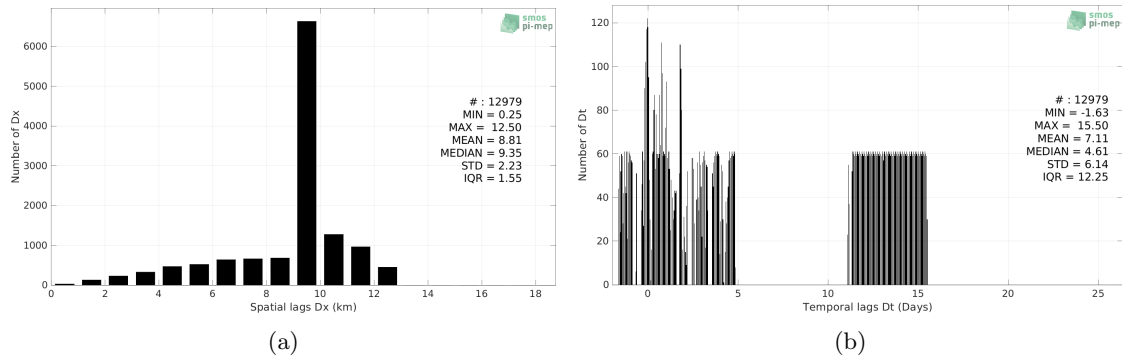 smos
pi-mep
6000
5000
4000
3000
2000
1000
0
Number of Dx
# : 12979
MIN = 0.25
MAX = 12.50
MEAN = 8.81
MEDIAN = 9.35
STD = 2.23
IQR = 1.55
0 2 4 6 8 10 12 14 16 18
Spatial lags Dx (km)
(a)
smos
pi-mep
120
100
80
60
40
20
0
Number of Dt
# : 12979
MIN = -1.63
MAX = 15.50
MEAN = 7.11
MEDIAN = 4.61
STD = 6.14
IQR = 12.25
0 5 10 15 20 25
Temporal lags Dt (Days)
(b)